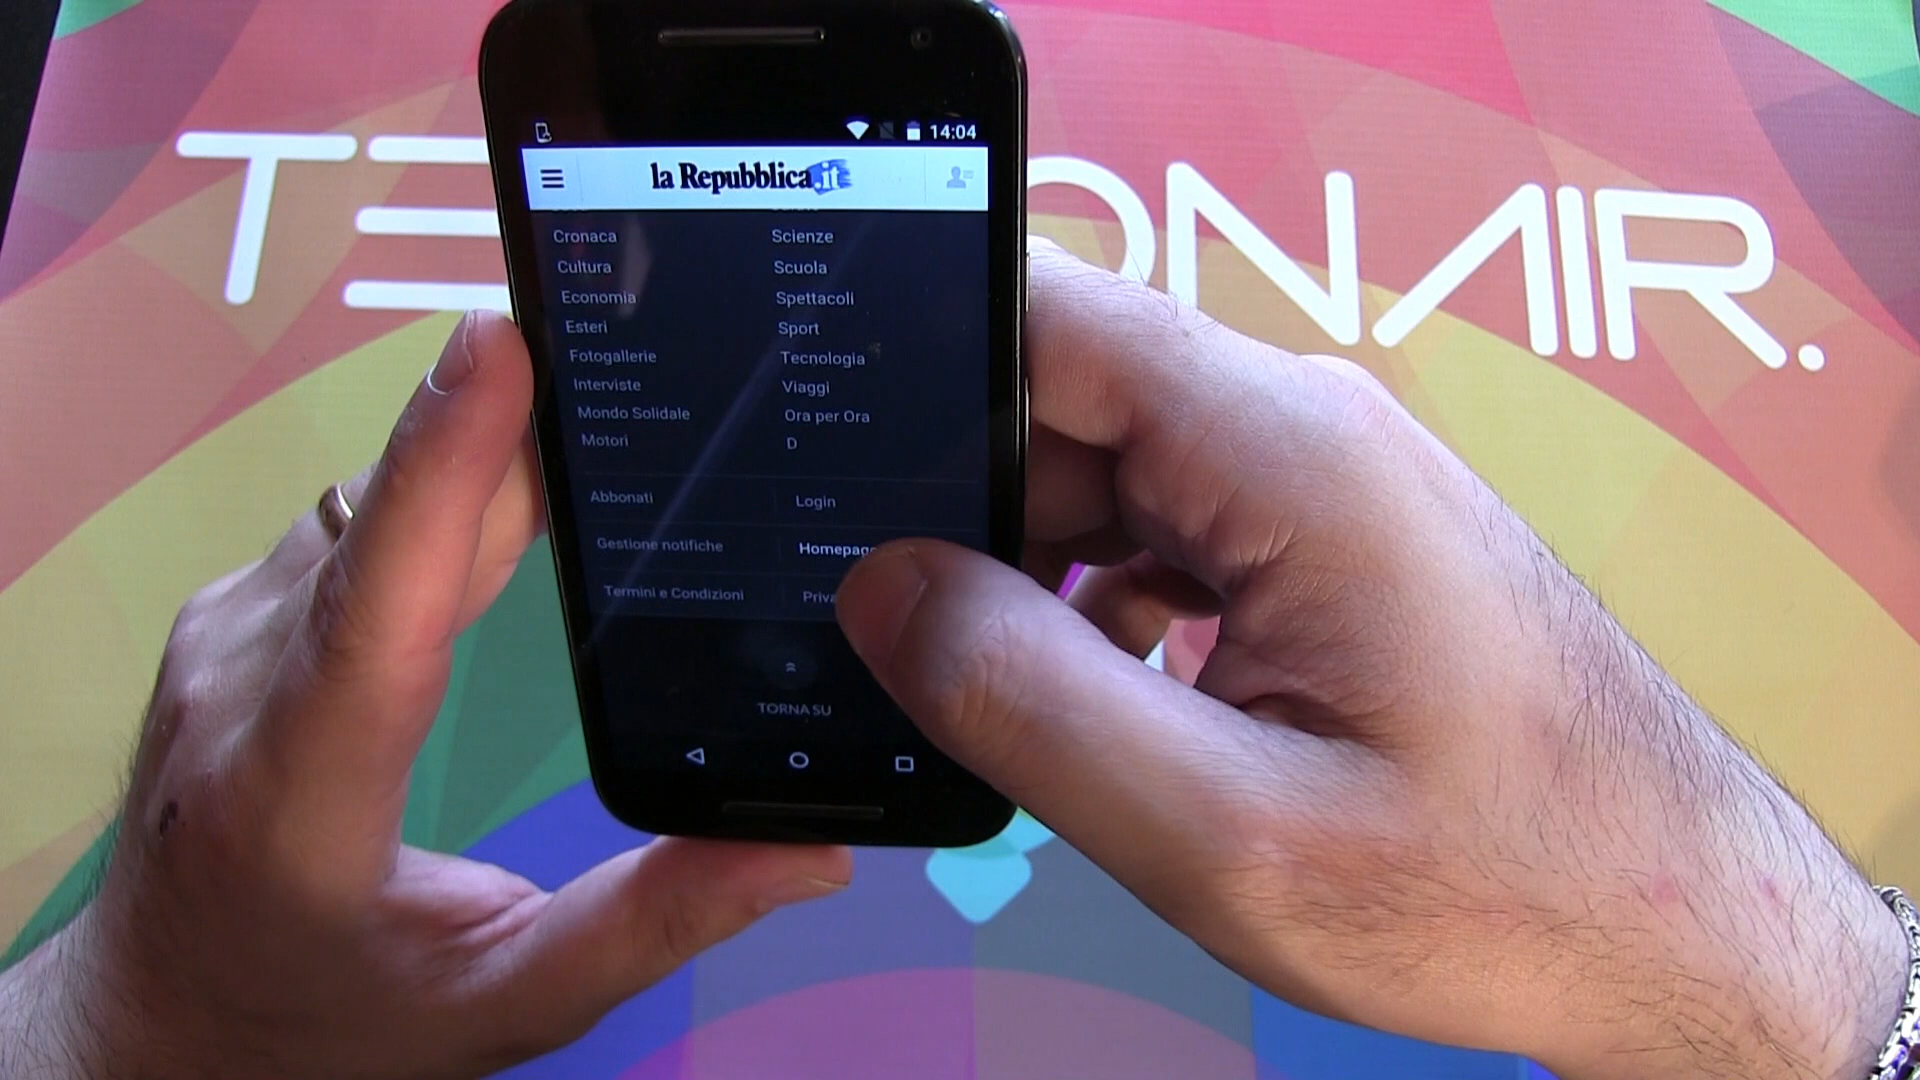 14:04
la Repubblica.it
Cronaca Scienze
Cultura Scuola
Economia Spettacoli
Esteri Sport
Fotogallerie Tecnologia
Interviste Viaggi
Mondo Solidale Ora per Ora
Motori D
Abbonati Login
Gestione notifiche
Termini e Condizioni
TORNA SU
ONAIR.